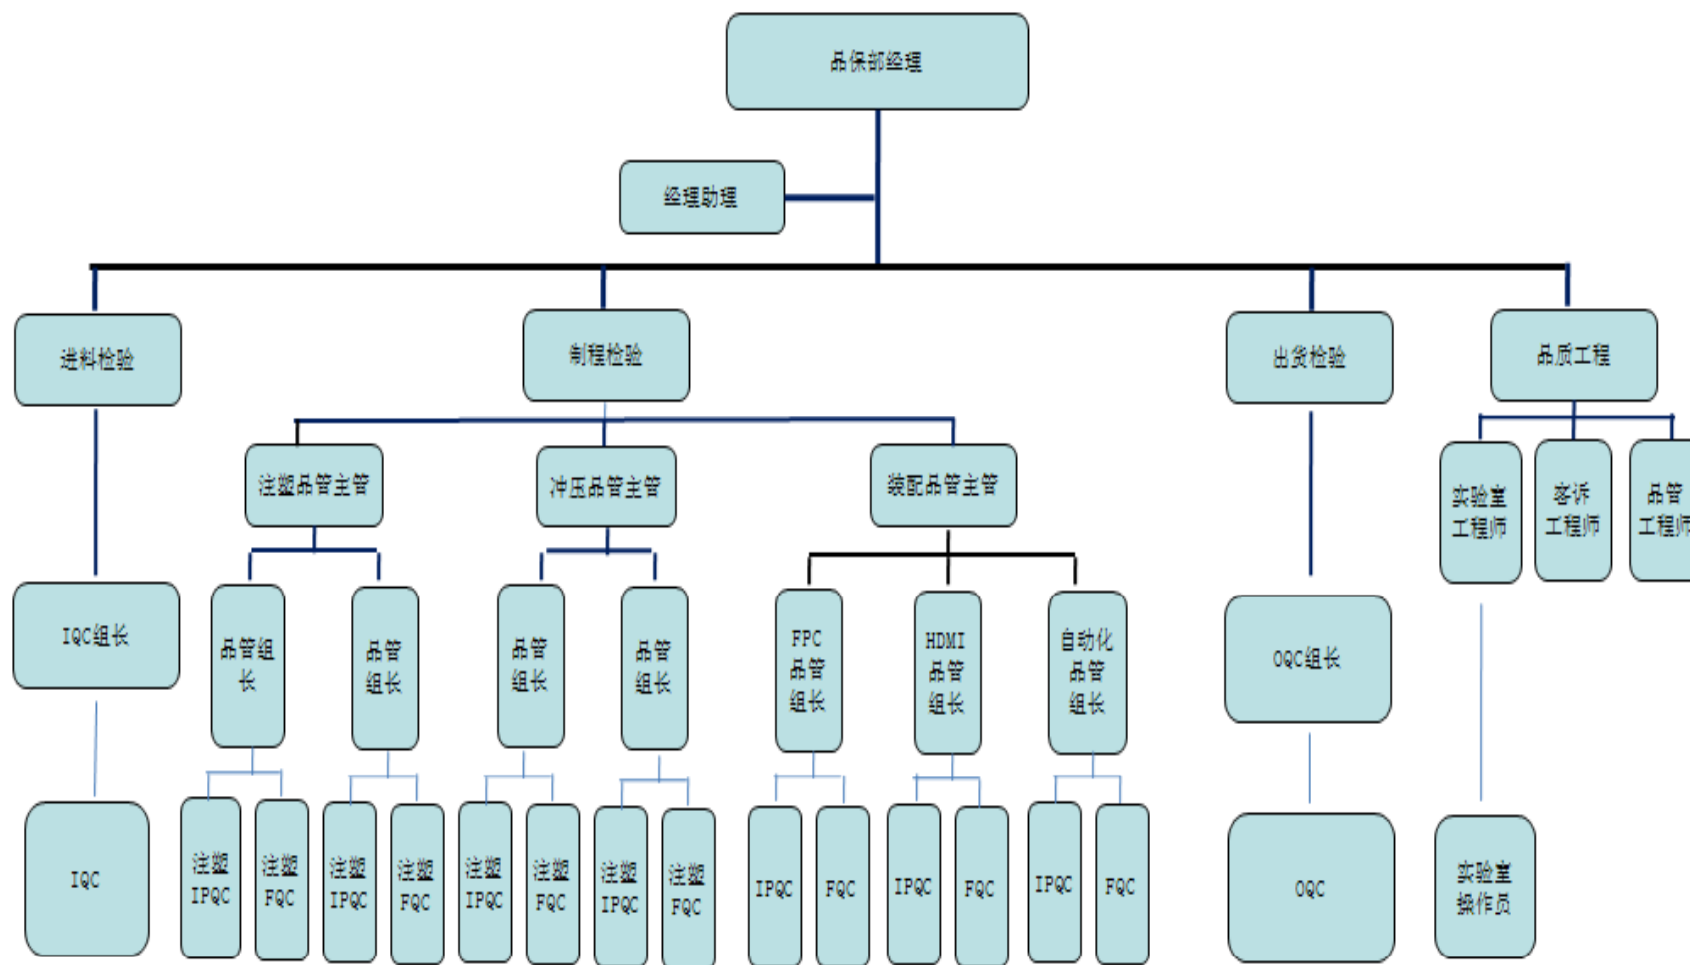 品保部经理
经理助理
进料检验
制程检验
出货检验
品质工程
注塑品管主管
冲压品管主管
装配品管主管
实验室
工程师
客诉
工程师
品管
工程师
IQC组长
品管组
长
品管
组长
品管
组长
品管
组长
FPC
品管
组长
HDMI
品管
组长
自动化
品管
组长
OQC组长
IQC
注塑
IPQC
注塑
FQC
注塑
IPQC
注塑
FQC
注塑
IPQC
注塑
FQC
注塑
IPQC
注塑
FQC
IPQC
FQC
IPQC
FQC
IPQC
FQC
OQC
实验室
操作员